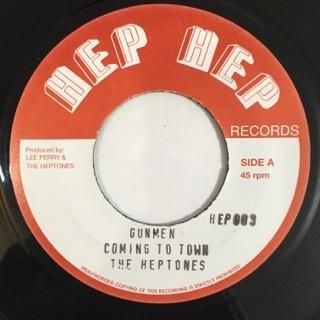 HEP HEP
RECORDS
Produced by:
LEE PERRY &
THE HEPTONES
SIDE A
45 rpm
HEP003
GUNMEN
COMING TO TOWN
THE HEPTONES
UNAUTHORISED COPYING OF THIS RECORDING IS STRICTLY PROHIBITED